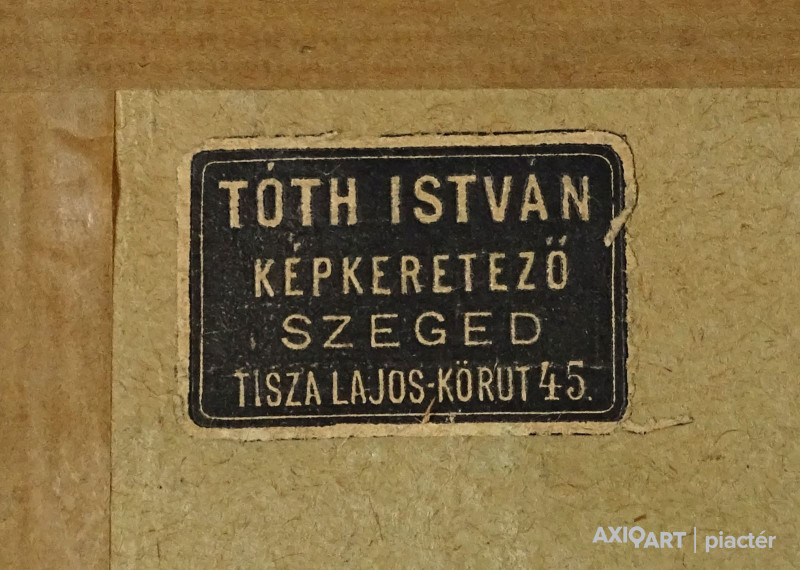 TÓTH ISTVÁN
KÉPKERETEZŐ
SZEGED
TISZA LAJOS-KÖRUT 45.
AXIOART | piactér